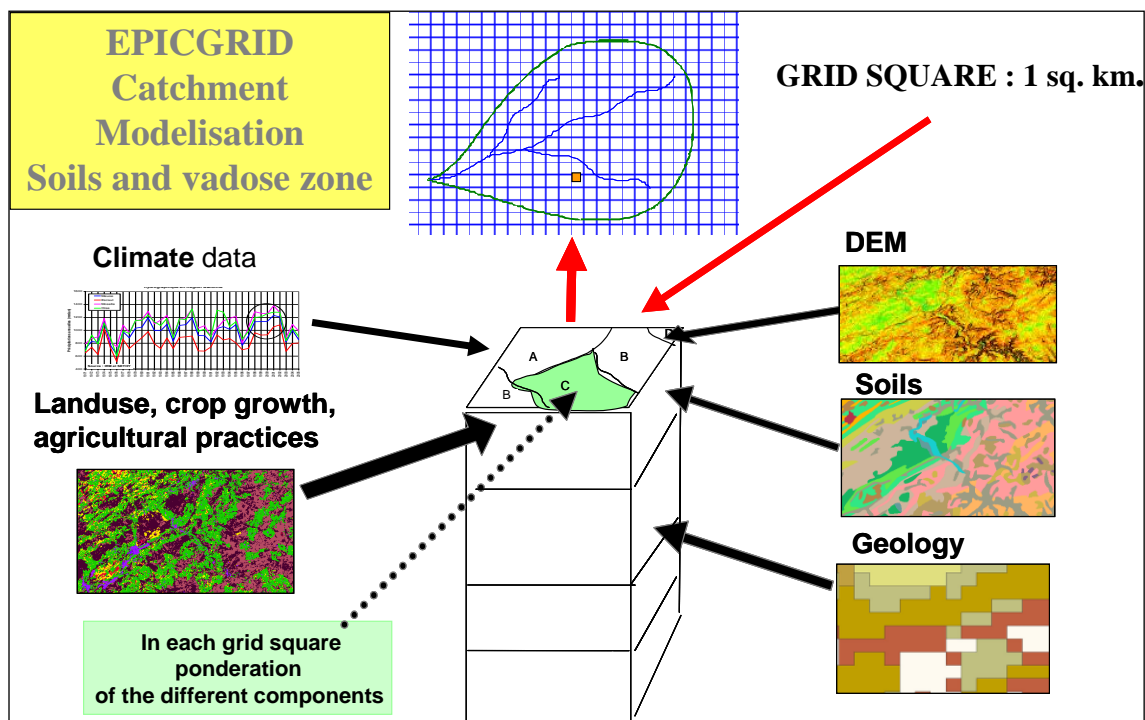 EPICGRID
Catchment
Modelisation
Soils and vadose zone
GRID SQUARE : 1 sq. km.
Climate data
DEM
A
B
B
C
Landuse, crop growth,
agricultural practices
Soils
Geology
In each grid square
ponderation
of the different components